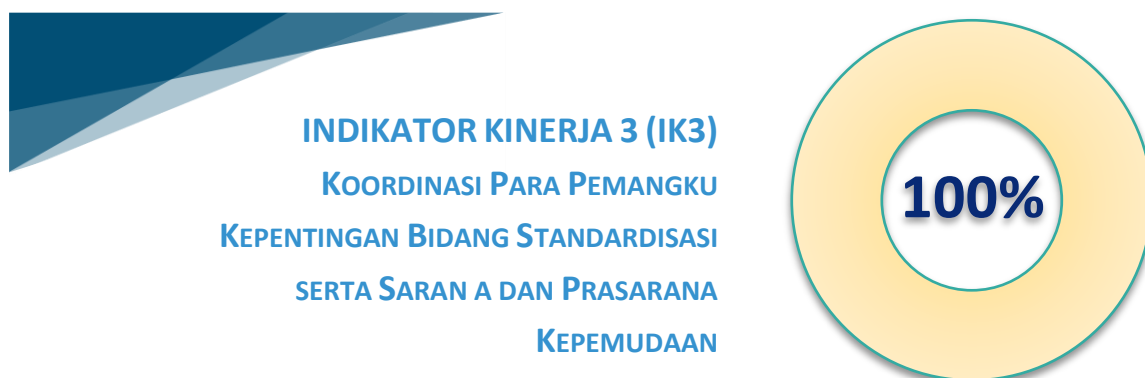 INDIKATOR KINERJA 3 (IK3)
KOORDINASI PARA PEMANGKU
KEPENTINGAN BIDANG STANDARDISASI
SERTA SARAN A DAN PRASARANA
KEPEMUDAAN
100%